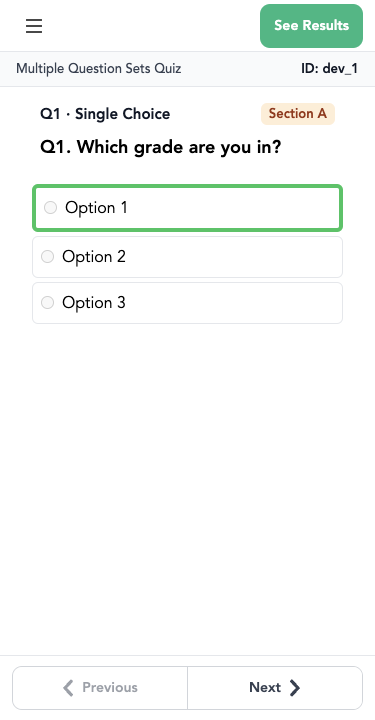 See Results
Multiple Question Sets Quiz
ID: dev_1
Q1 · Single Choice
Section A
Q1. Which grade are you in?
Option 1
Option 2
Option 3
Previous
Next